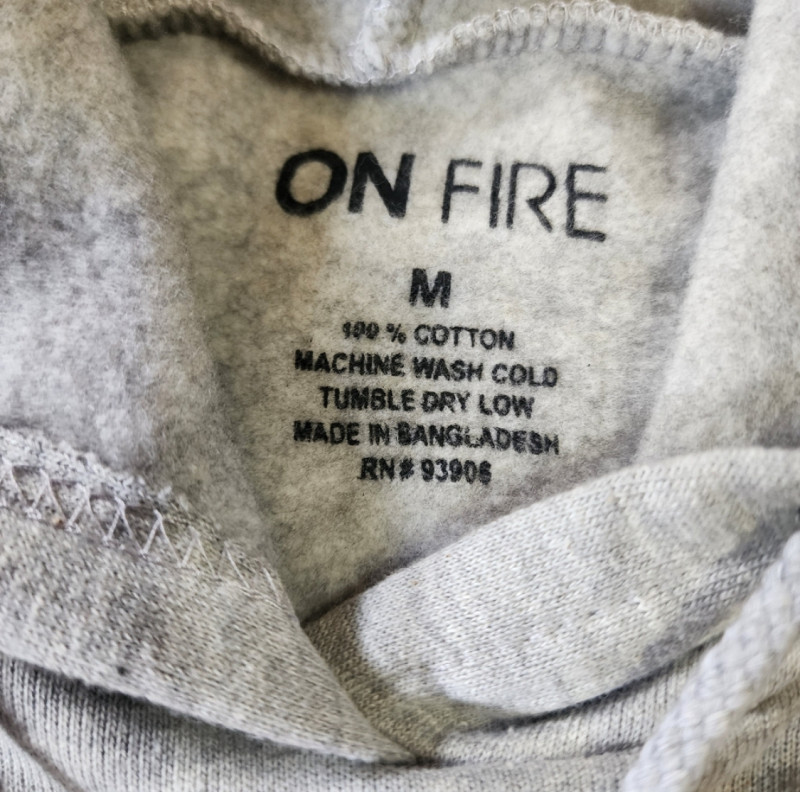 ON FIRE
M
100 % COTTON
MACHINE WASH COLD
TUMBLE DRY LOW
MADE IN BANGLADESH
RN# 93906